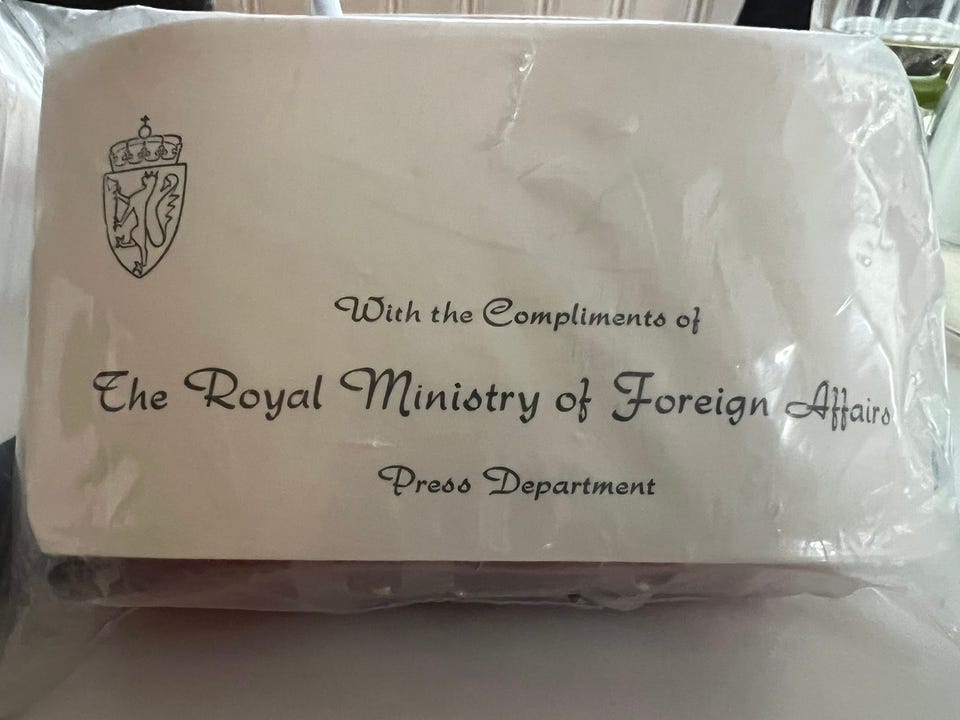 With the Compliments of
The Royal Ministry of Foreign Affairs
Press Department